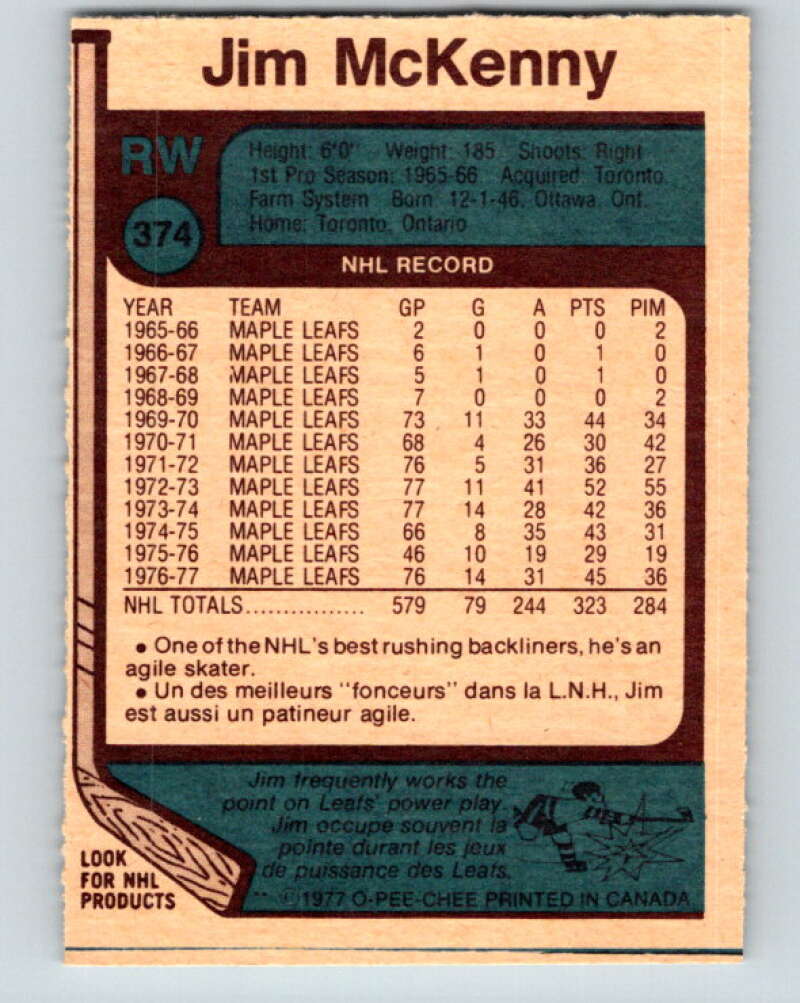 Jim McKenny
RW
374
Height: 6'0" Weight: 185 Shoots: Right
1st Pro Season: 1965-66 Acquired: Toronto
Farm System Born: 12-1-46, Ottawa, Ont.
Home: Toronto, Ontario
NHL RECORD
YEAR TEAM GP G A PTS PIM
1965-66 MAPLE LEAFS 2 0 0 0 2
1966-67 MAPLE LEAFS 6 1 0 1 0
1967-68 MAPLE LEAFS 5 1 0 1 0
1968-69 MAPLE LEAFS 7 0 0 0 2
1969-70 MAPLE LEAFS 73 11 33 44 34
1970-71 MAPLE LEAFS 68 4 26 30 42
1971-72 MAPLE LEAFS 76 5 31 36 27
1972-73 MAPLE LEAFS 77 11 41 52 55
1973-74 MAPLE LEAFS 77 14 28 42 36
1974-75 MAPLE LEAFS 66 8 35 43 31
1975-76 MAPLE LEAFS 46 10 19 29 19
1976-77 MAPLE LEAFS 76 14 31 45 36
NHL TOTALS................ 579 79 244 323 284
• One of the NHL's best rushing backliners, he's an
agile skater.
• Un des meilleurs "fonceurs" dans la L.N.H., Jim
est aussi un patineur agile.
Jim frequently works the
point on Leafs' power play.
Jim occupe souvent la
pointe durant les jeux
de puissance des Leafs.
LOOK
FOR NHL
PRODUCTS
** ©1977 O-PEE-CHEE PRINTED IN CANADA